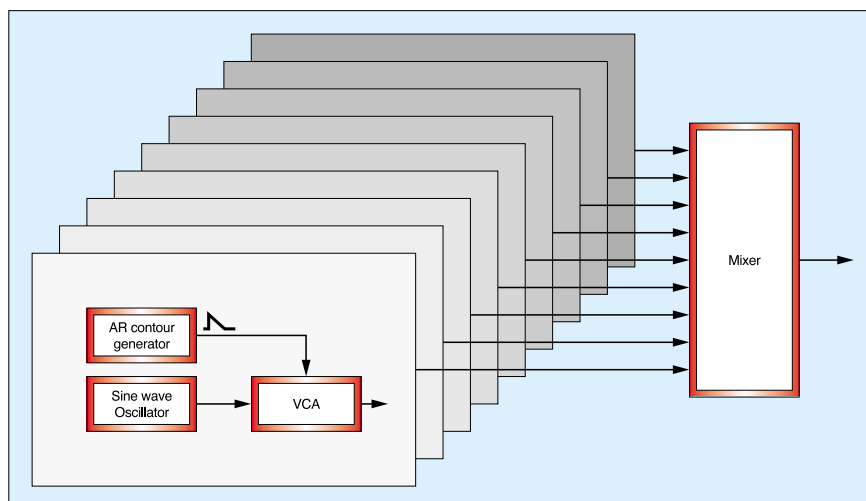 AR contour
generator
Sine wave
Oscillator
VCA
Mixer